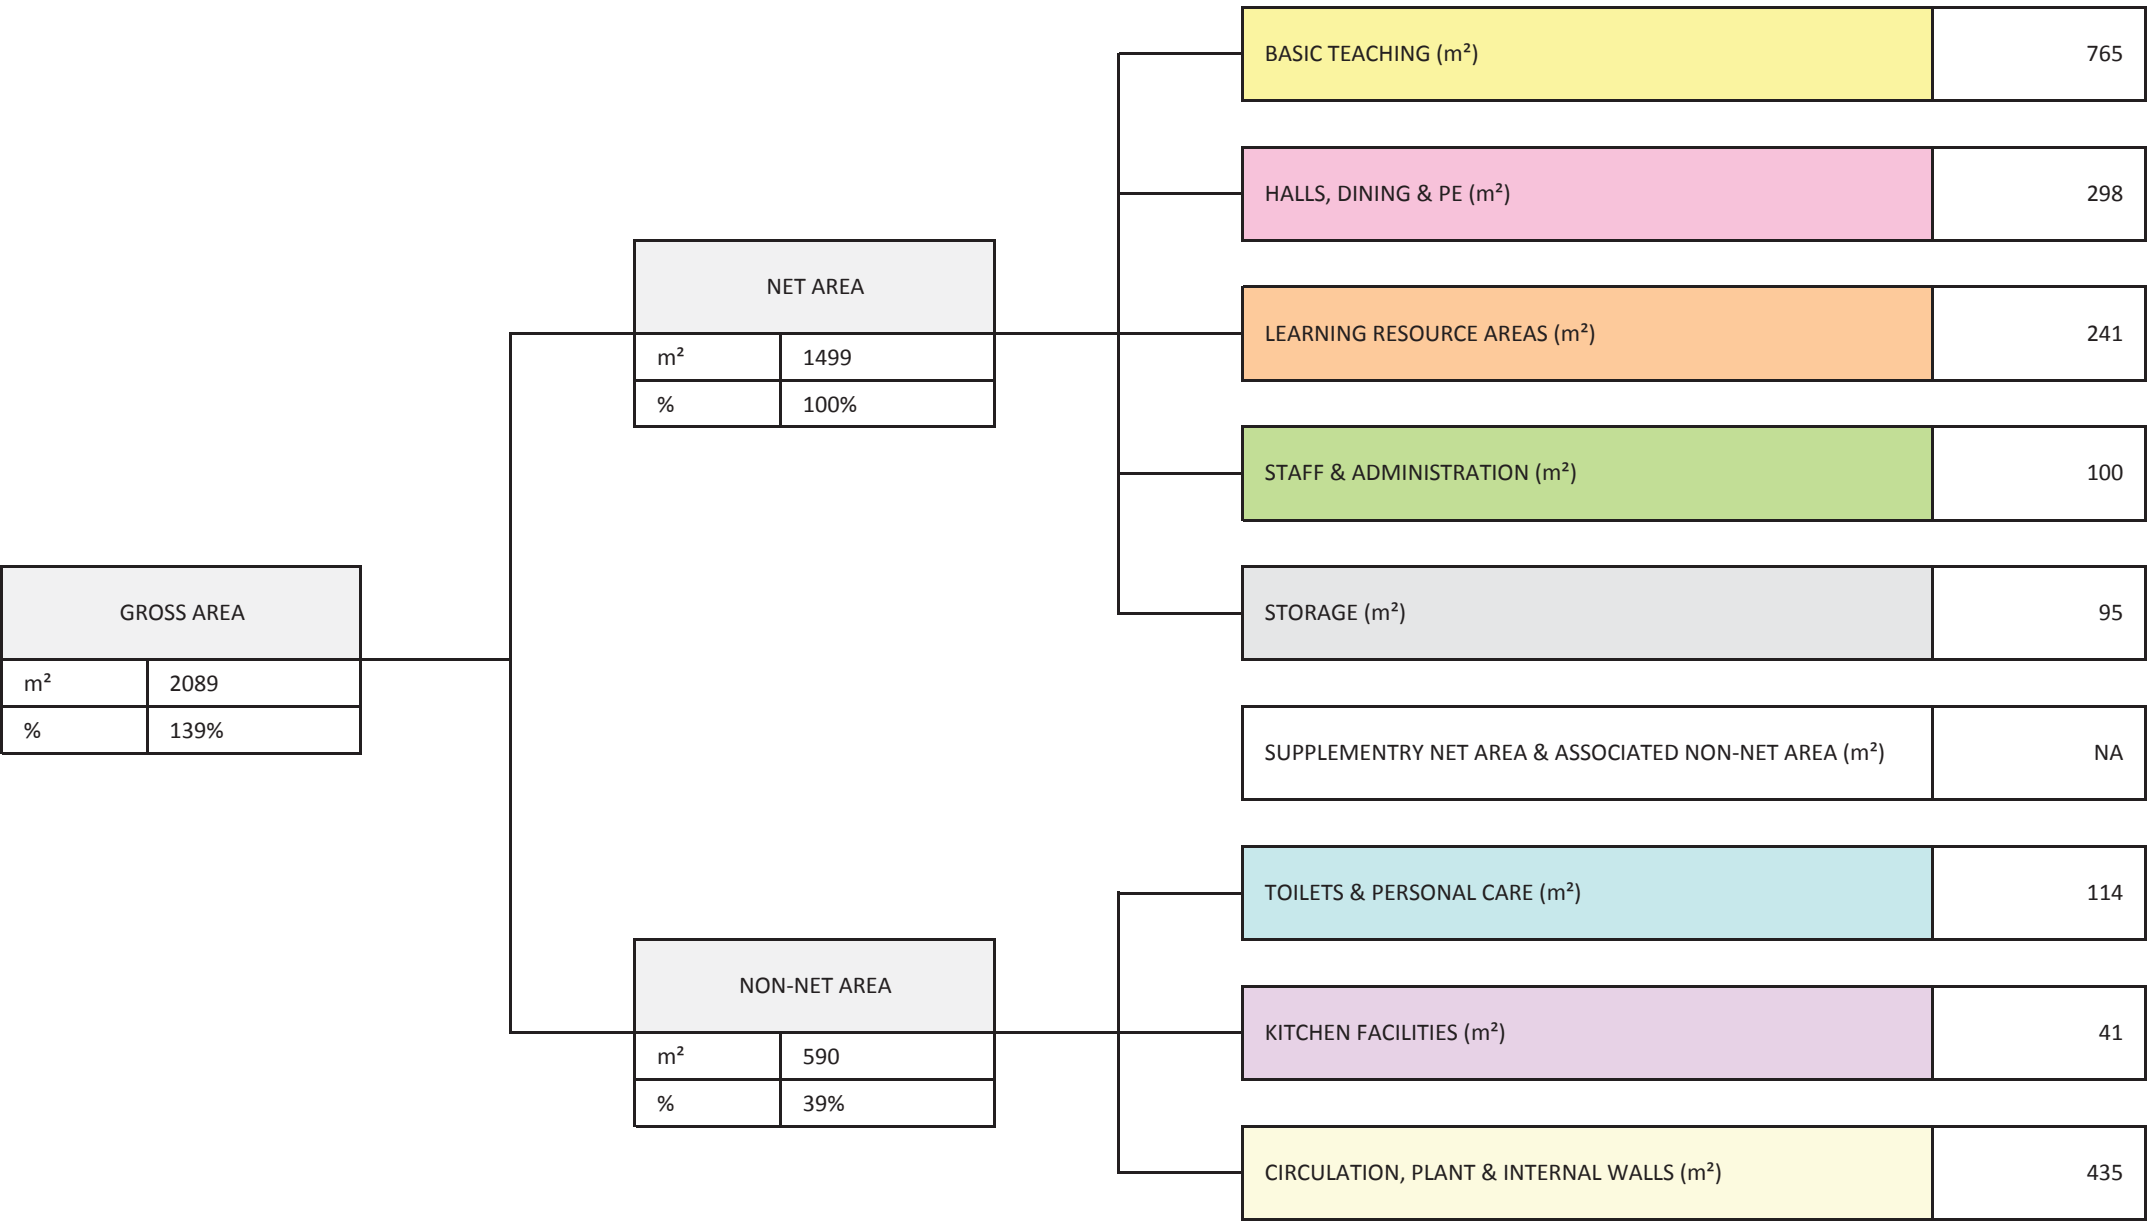 BASIC TEACHING (m²) 765
HALLS, DINING & PE (m²) 298
NET AREA
m² 1499
% 100%
LEARNING RESOURCE AREAS (m²) 241
STAFF & ADMINISTRATION (m²) 100
GROSS AREA
m² 2089
% 139%
STORAGE (m²) 95
SUPPLEMENTRY NET AREA & ASSOCIATED NON-NET AREA (m²) NA
TOILETS & PERSONAL CARE (m²) 114
NON-NET AREA
m² 590
% 39%
KITCHEN FACILITIES (m²) 41
CIRCULATION, PLANT & INTERNAL WALLS (m²) 435